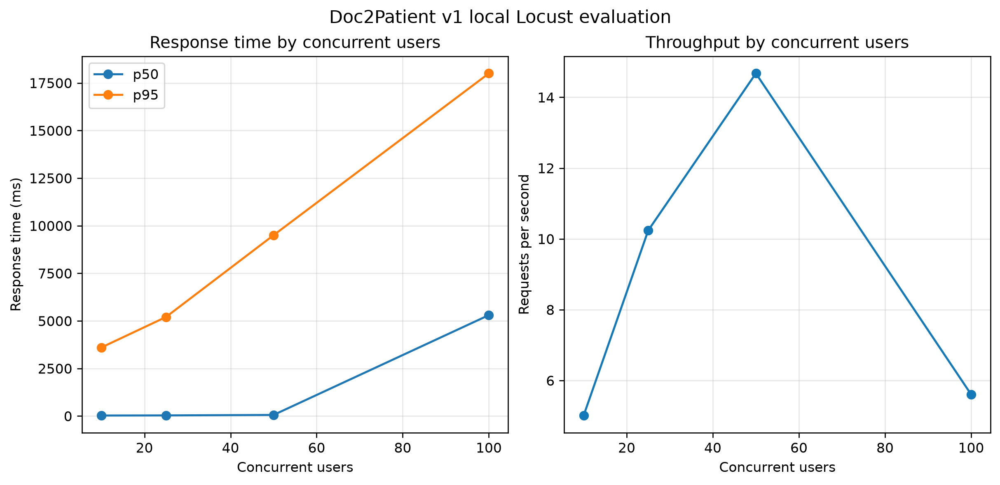 Doc2Patient v1 local Locust evaluation
Response time by concurrent users
p50
p95
17500
15000
12500
10000
7500
5000
2500
0
Response time (ms)
20 40 60 80 100
Concurrent users
Throughput by concurrent users
14
12
10
8
6
Requests per second
20 40 60 80 100
Concurrent users